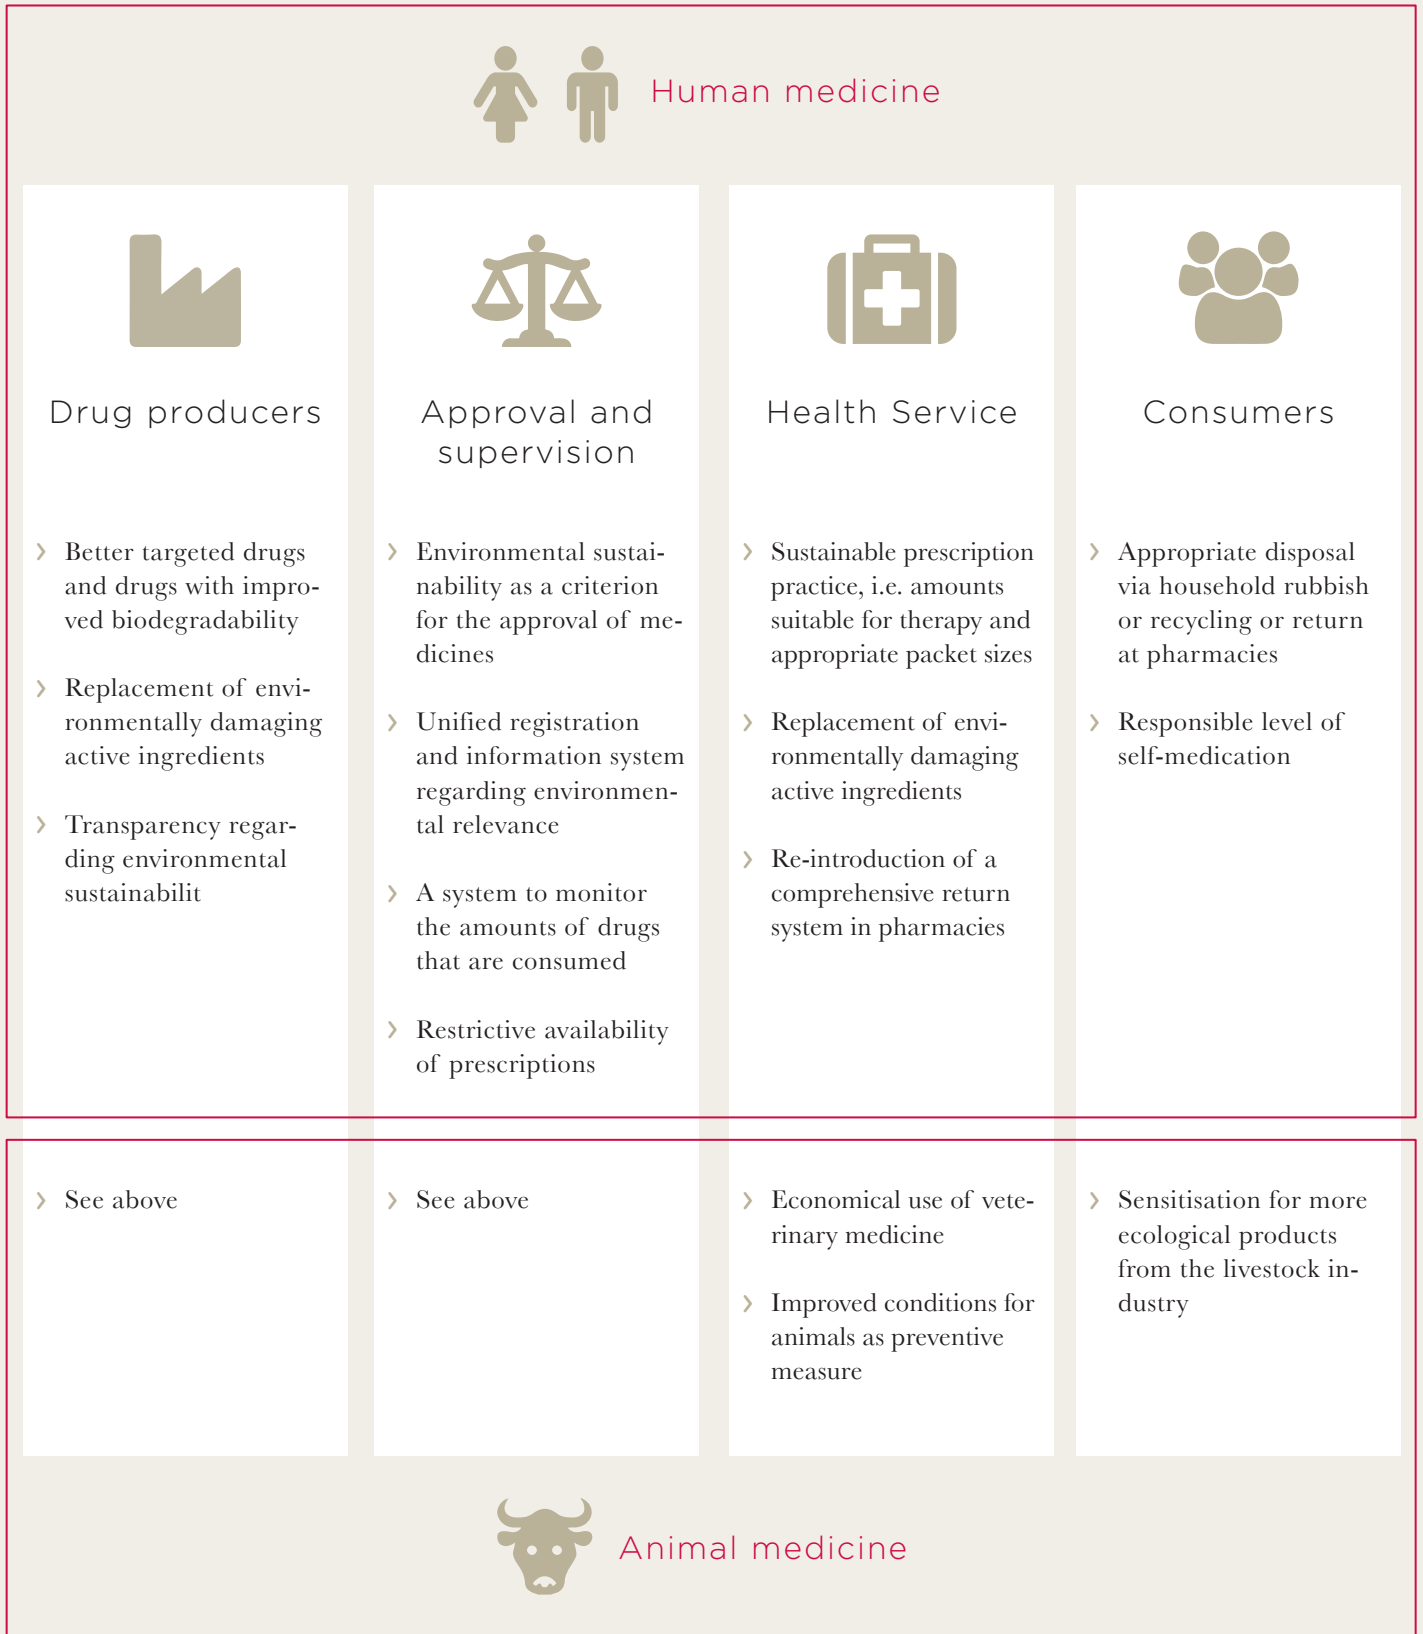 Human medicine
Drug producers
Better targeted drugs
and drugs with impro-
ved biodegradability
Replacement of envi-
ronmentally damaging
active ingredients
Transparency regar-
ding environmental
sustainabilit
Approval and
supervision
Environmental sustai-
nability as a criterion
for the approval of me-
dicines
Unified registration
and information system
regarding environmen-
tal relevance
A system to monitor
the amounts of drugs
that are consumed
Restrictive availability
of prescriptions
Health Service
Sustainable prescription
practice, i.e. amounts
suitable for therapy and
appropriate packet sizes
Replacement of envi-
ronmentally damaging
active ingredients
Re-introduction of a
comprehensive return
system in pharmacies
Consumers
Appropriate disposal
via household rubbish
or recycling or return
at pharmacies
Responsible level of
self-medication
See above
See above
Economical use of vete-
rinary medicine
Improved conditions for
animals as preventive
measure
Sensitisation for more
ecological products
from the livestock in-
dustry
Animal medicine